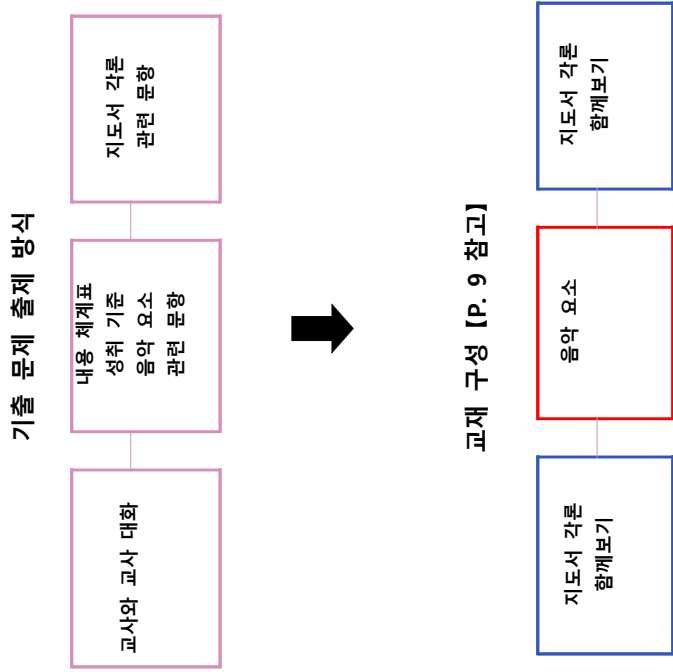 기출 문제 출제 방식
교사와 교사 대화
내용 체계표
성취 기준
음악 요소
관련 문항
지도서 각론
관련 문항
교재 구성 【P. 9 참고】
지도서 각론
함께보기
음악 요소
지도서 각론
함께보기